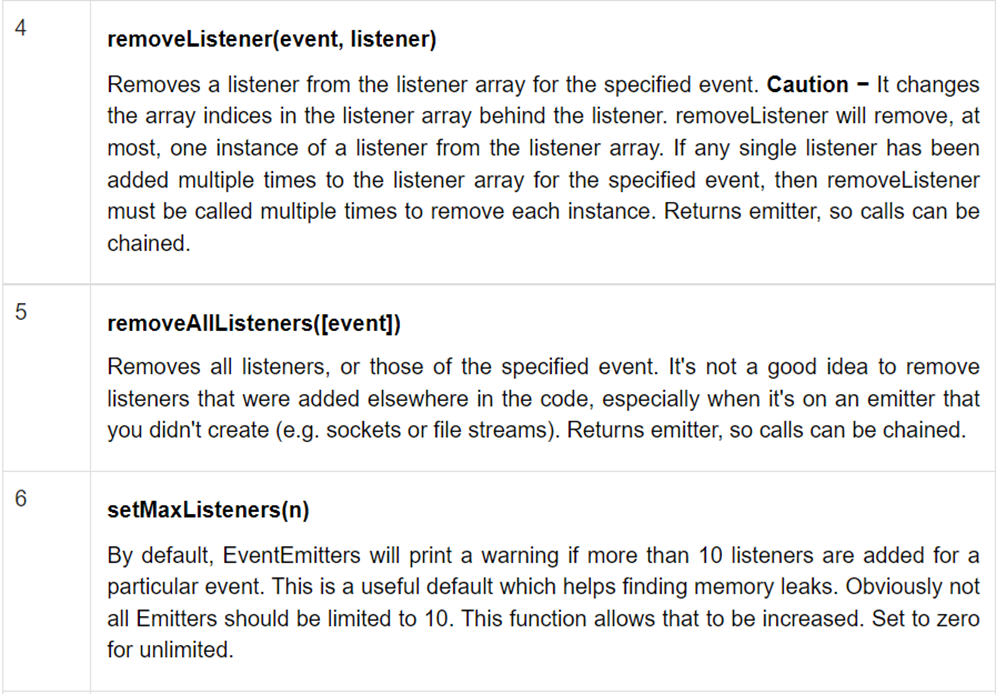 4
removeListener(event, listener)
Removes a listener from the listener array for the specified event. Caution − It changes
the array indices in the listener array behind the listener. removeListener will remove, at
most, one instance of a listener from the listener array. If any single listener has been
added multiple times to the listener array for the specified event, then removeListener
must be called multiple times to remove each instance. Returns emitter, so calls can be
chained.
5
removeAllListeners([event])
Removes all listeners, or those of the specified event. It's not a good idea to remove
listeners that were added elsewhere in the code, especially when it's on an emitter that
you didn't create (e.g. sockets or file streams). Returns emitter, so calls can be chained.
6
setMaxListeners(n)
By default, EventEmitters will print a warning if more than 10 listeners are added for a
particular event. This is a useful default which helps finding memory leaks. Obviously not
all Emitters should be limited to 10. This function allows that to be increased. Set to zero
for unlimited.